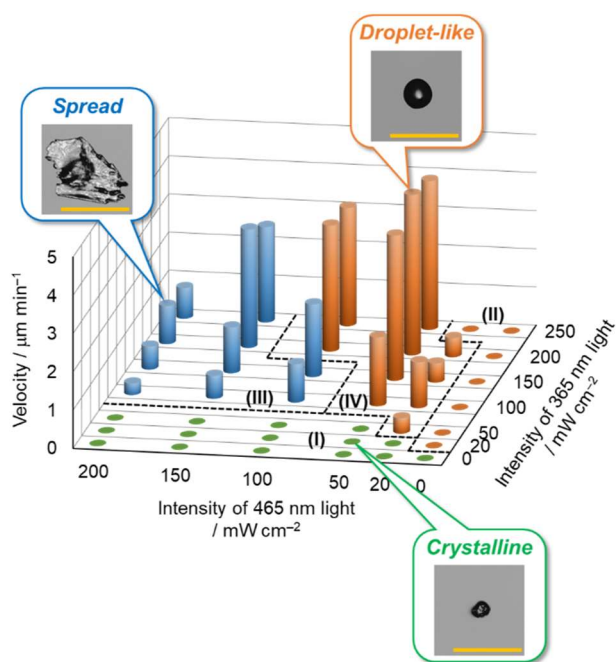 Droplet-like
Spread
5
4
3
2
1
0
Velocity / µm min⁻¹
(II)
(III)
(IV)
(I)
250
200
150
100
50
20
0
Intensity of 365 nm light
/ mW cm⁻²
200
150
100
50
20
0
Intensity of 465 nm light
/ mW cm⁻²
Crystalline